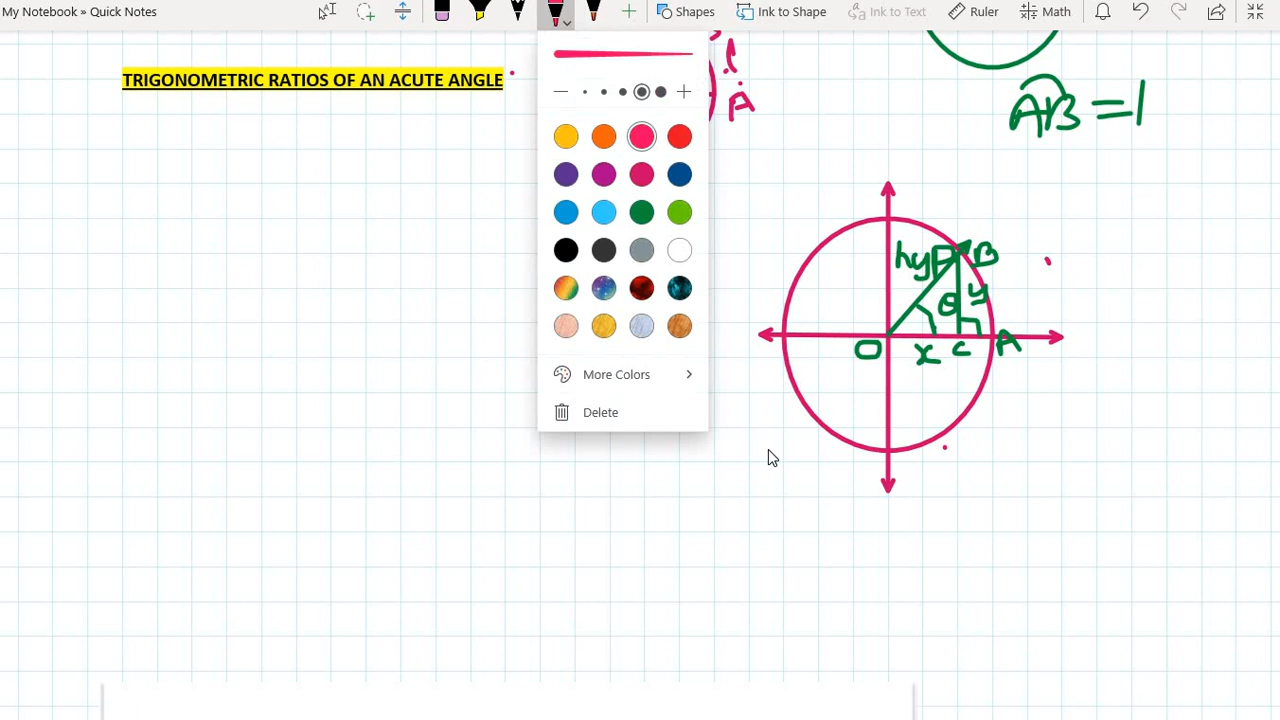 My Notebook » Quick Notes
Shapes
Ink to Shape
Ink to Text
Ruler
Math
TRIGONOMETRIC RATIOS OF AN ACUTE ANGLE
A
AB = 1
More Colors
Delete
hyp
B
θ
y
O
x
C
A